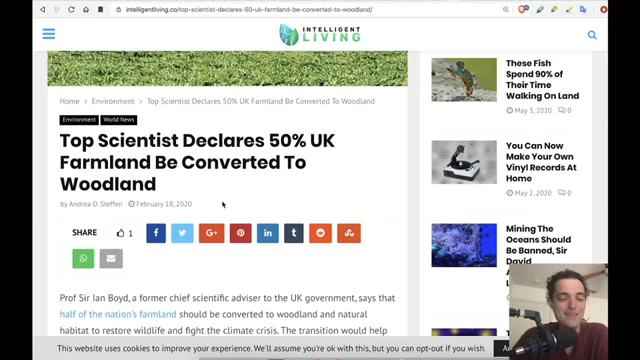 intelligentliving.co/top-scientist-declares-50-uk-farmland-be-converted-to-woodland/
INTELLIGENT
LIVING
Home > Environment > Top Scientist Declares 50% UK Farmland Be Converted To Woodland
Environment World News
Top Scientist Declares 50% UK
Farmland Be Converted To
Woodland
by Andrea D. Steffen February 18, 2020
SHARE 1
Prof Sir Ian Boyd, a former chief scientific adviser to the UK government, says that
half of the nation's farmland should be converted to woodland and natural
habitat to restore wildlife and fight the climate crisis. The transition would help
These Fish
Spend 90% of
Their Time
Walking On Land
May 3, 2020 0
You Can Now
Make Your Own
Vinyl Records At
Home
May 2, 2020 0
Mining The
Oceans Should
Be Banned, Sir
David
This website uses cookies to improve your experience. We'll assume you're ok with this, but you can opt-out if you wish.